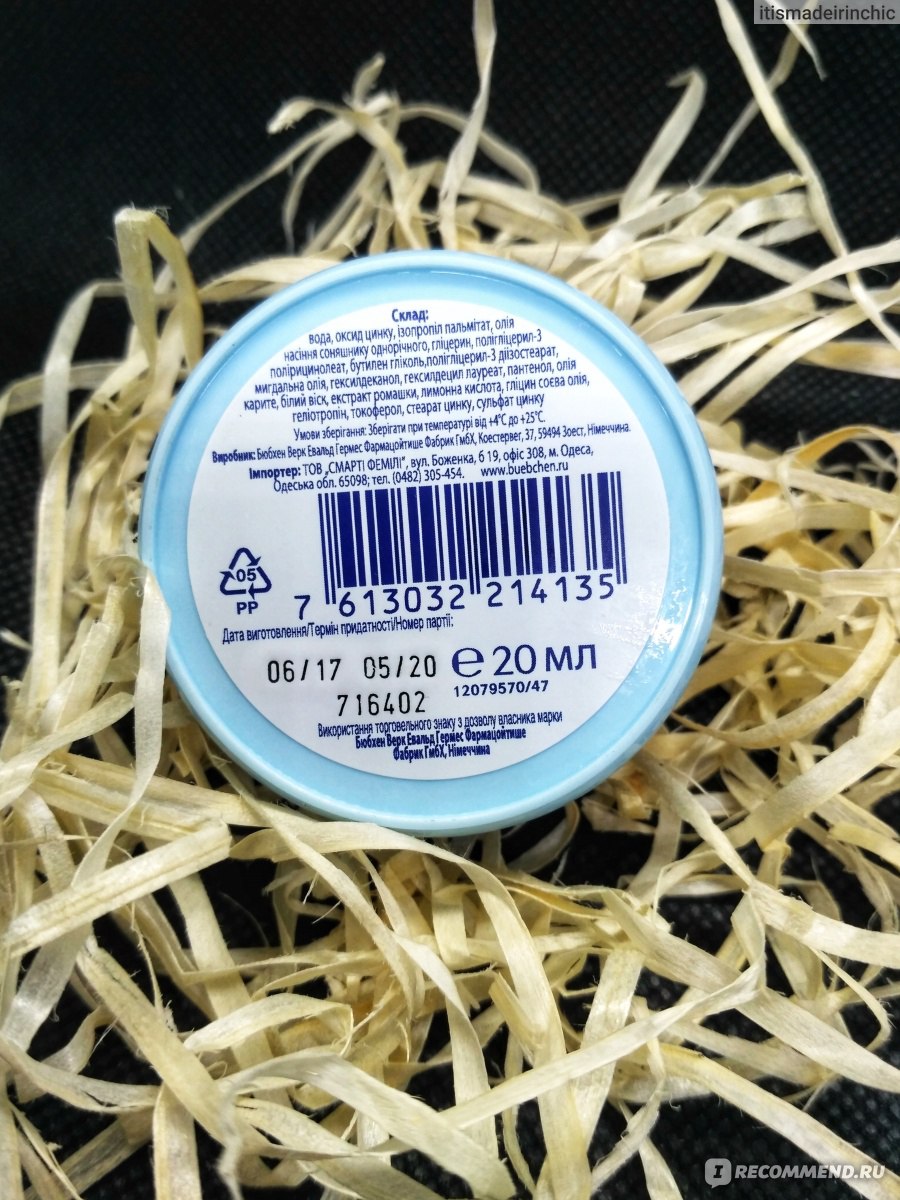 itismadeirinchic
Склад:
вода, оксид цинку, ізопропіл пальмітат, олія
насіння соняшнику однорічного, гліцерин, полігліцерил-3
полірицинолеат, бутилен гліколь,полігліцерил-3 діізостеарат,
мигдальна олія, гексилдеканол, гексилдецил лауреат, пантенол, олія
карите, білий віск, екстракт ромашки, лимонна кислота, гліцин соєва олія,
геліотропін, токоферол, стеарат цинку, сульфат цинку
Умови зберігання: Зберігати при температурі від +4°С до +25°С.
Виробник: Бюбхен Верк Евальд Гермес Фармацойтише Фабрик ГмбХ, Коестервег, 37, 59494 Зоест, Німеччина.
Імпортер: ТОВ „СМАРТІ ФЕМІЛІ", вул. Боженка, б 19, офіс 308, м. Одеса,
Одеська обл. 65098; тел. (0482) 305-454. www.buebchen.ru
05
PP
7 613032 214135
Дата виготовлення/Термін придатності/Номер партії:
06/17 05/20 e 20 МЛ
716402 12079570/47
Використання торговельного знаку з дозволу власника марки
Бюбхен Верк Евальд Гермес Фармацойтише
Фабрик ГмбХ, Німеччина
I RECOMMEND.RU